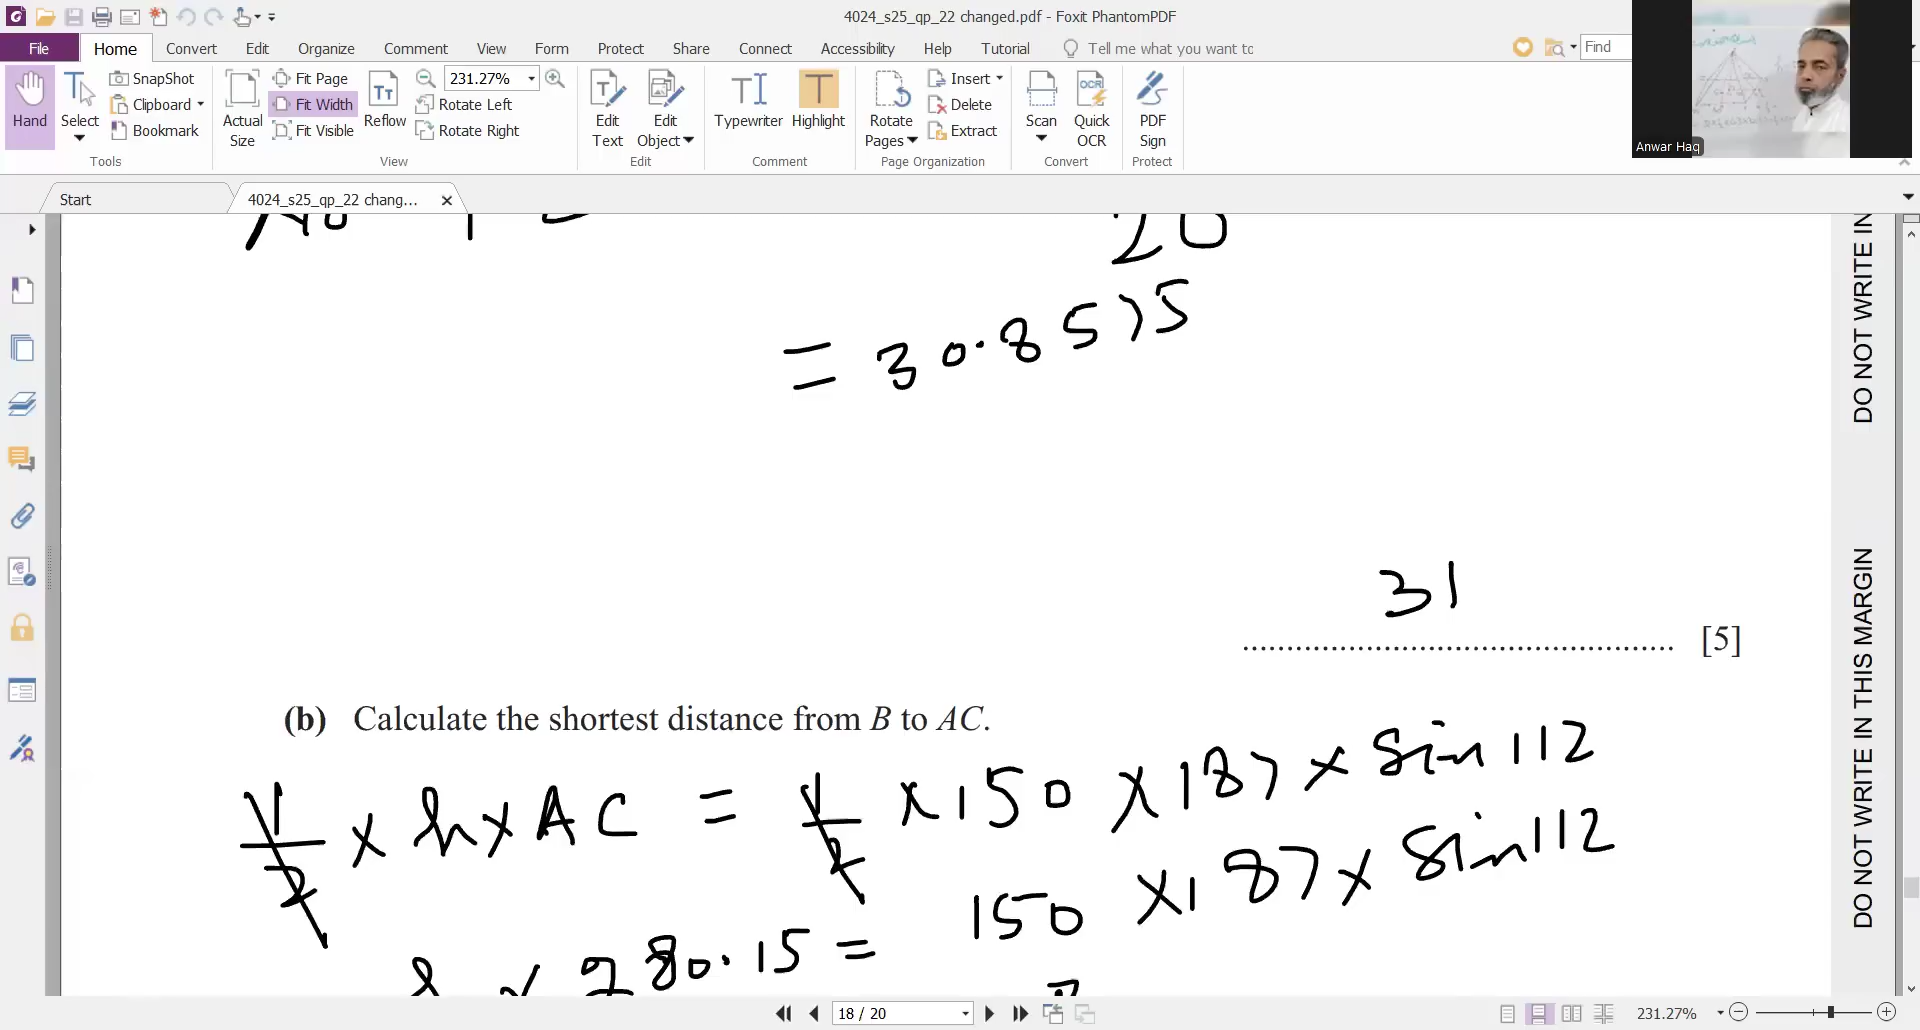 4024_s25_qp_22 changed.pdf - Foxit PhantomPDF
File Home Convert Edit Organize Comment View Form Protect Share Connect Accessibility Help Tutorial Tell me what you want to Find
Hand
Select
SnapShot
Clipboard
Bookmark
Tools
Actual Size
Fit Page
Fit Width
Fit Visible
Reflow
231.27%
Rotate Left
Rotate Right
View
Edit Text
Edit Object
Edit
Typewriter
Highlight
Comment
Rotate Pages
Insert
Delete
Extract
Page Organization
Scan
Quick OCR
Convert
PDF Sign
Protect
Anwar Haq
Start
4024_s25_qp_22 chang...
20
= 30.8575
31
[5]
(b) Calculate the shortest distance from B to AC.
1/2 × h × AC = 1/2 × 150 × 187 × Sin 112
h × 280.15 = 150 × 187 × Sin 112
DO NOT WRITE IN
DO NOT WRITE IN THIS MARGIN
18 / 20
231.27%